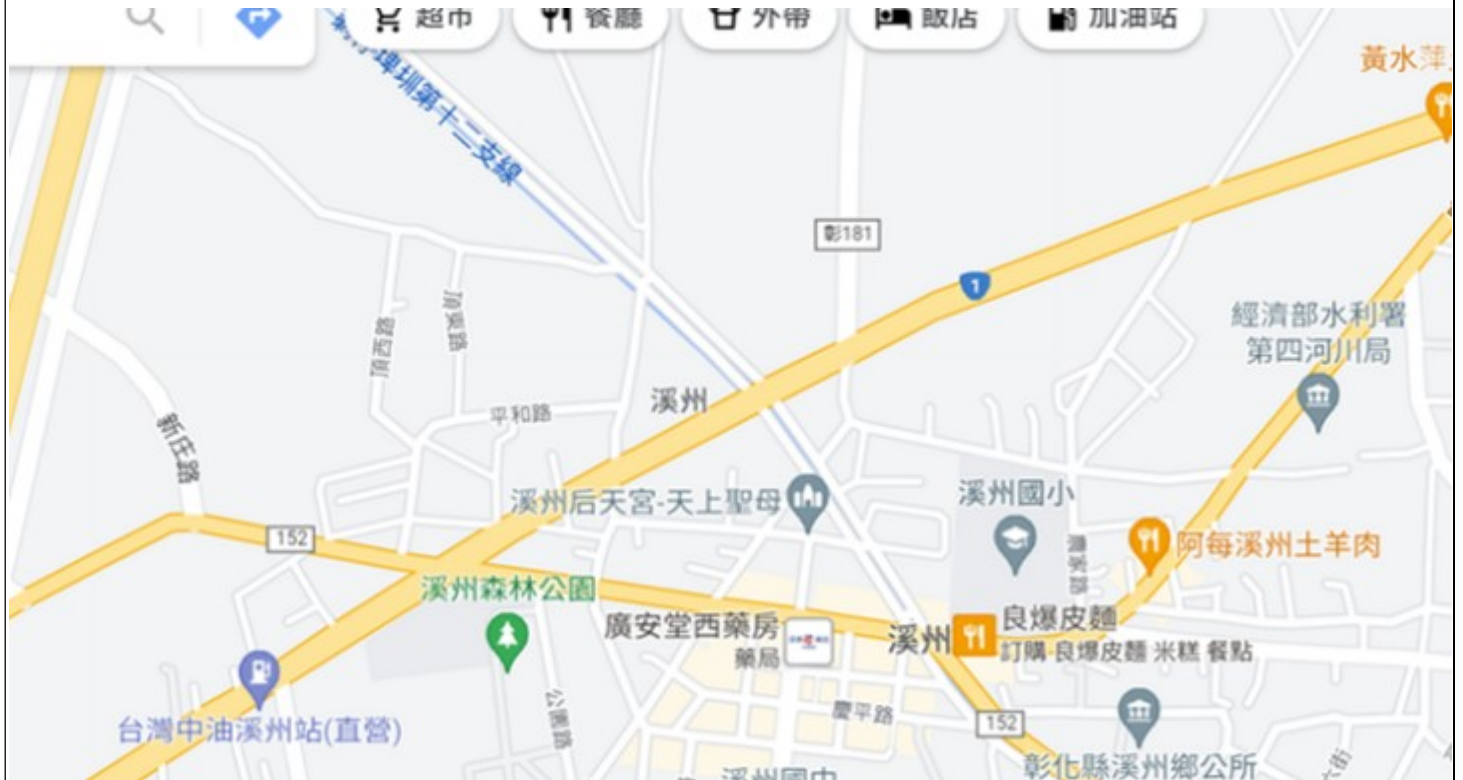 超市
餐廳
外帶
飯店
加油站
黃水萍
埤圳第十二支線
彰181
1
經濟部水利署
第四河川局
頂東路
頂西路
溪州
平和路
新庄路
溪州后天宮-天上聖母
溪州國小
152
農家路
阿每溪州土羊肉
溪州森林公園
廣安堂西藥房
藥局
溪州
良爆皮麵
訂購 良爆皮麵 米糕 餐點
台灣中油溪州站(直營)
公園路
慶平路
152
溪州國中
彰化縣溪州鄉公所